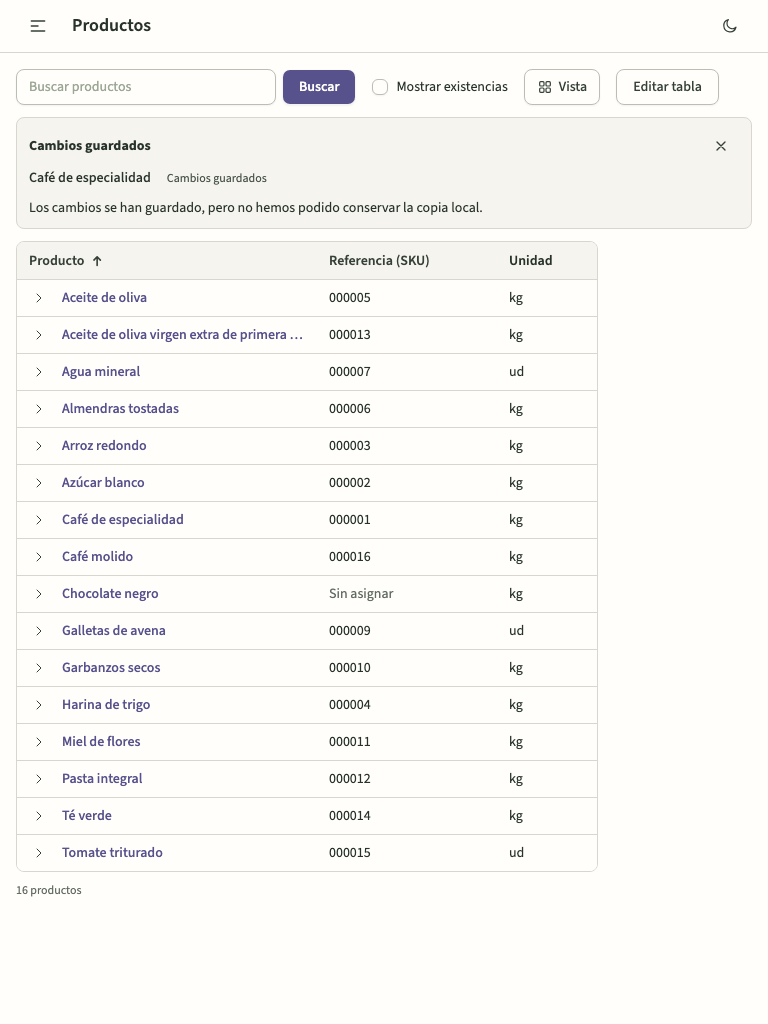 Productos
Buscar productos
Buscar
Mostrar existencias
Vista
Editar tabla
Cambios guardados
Café de especialidad Cambios guardados
Los cambios se han guardado, pero no hemos podido conservar la copia local.
Producto Referencia (SKU) Unidad
Aceite de oliva 000005 kg
Aceite de oliva virgen extra de primera … 000013 kg
Agua mineral 000007 ud
Almendras tostadas 000006 kg
Arroz redondo 000003 kg
Azúcar blanco 000002 kg
Café de especialidad 000001 kg
Café molido 000016 kg
Chocolate negro Sin asignar kg
Galletas de avena 000009 ud
Garbanzos secos 000010 kg
Harina de trigo 000004 kg
Miel de flores 000011 kg
Pasta integral 000012 kg
Té verde 000014 kg
Tomate triturado 000015 ud
16 productos